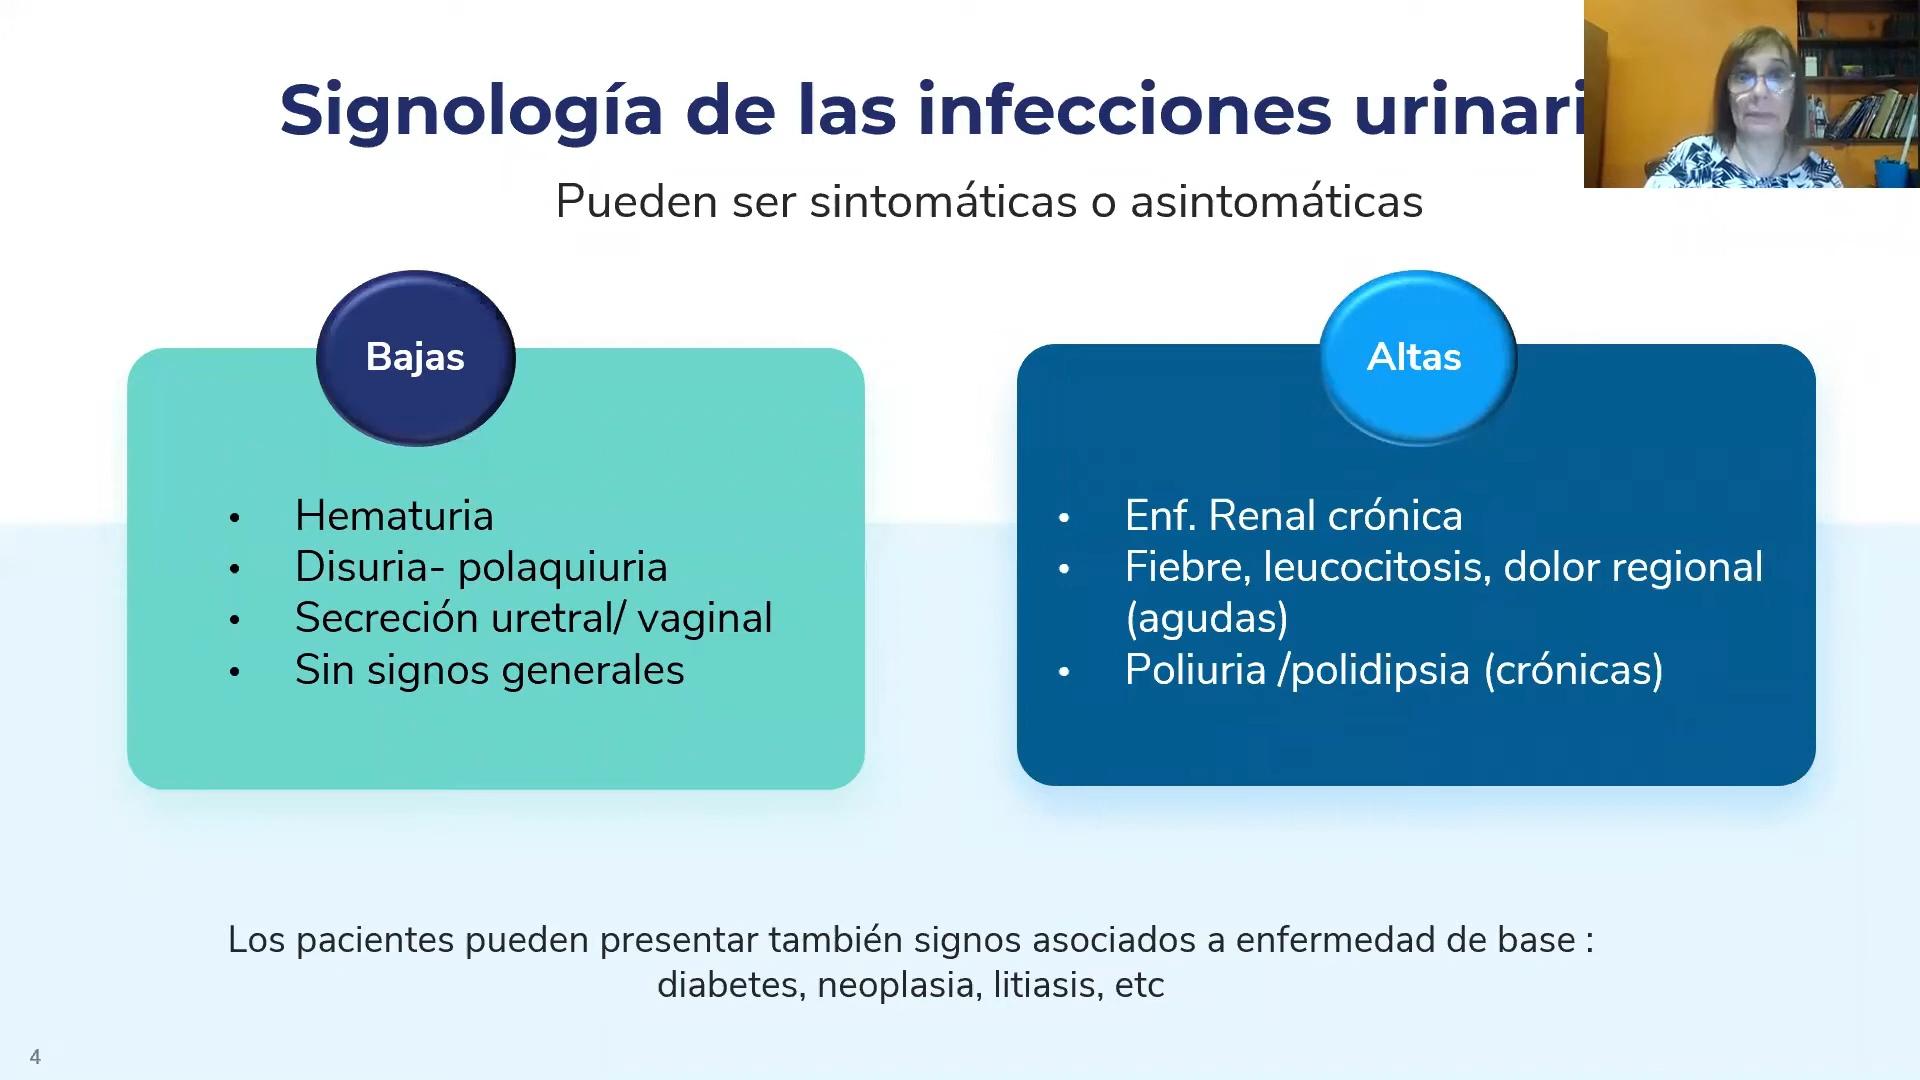 Signología de las infecciones urinari
Pueden ser sintomáticas o asintomáticas
Bajas
• Hematuria
• Disuria- polaquiuria
• Secreción uretral/ vaginal
• Sin signos generales
Altas
• Enf. Renal crónica
• Fiebre, leucocitosis, dolor regional
(agudas)
• Poliuria /polidipsia (crónicas)
Los pacientes pueden presentar también signos asociados a enfermedad de base :
diabetes, neoplasia, litiasis, etc
4